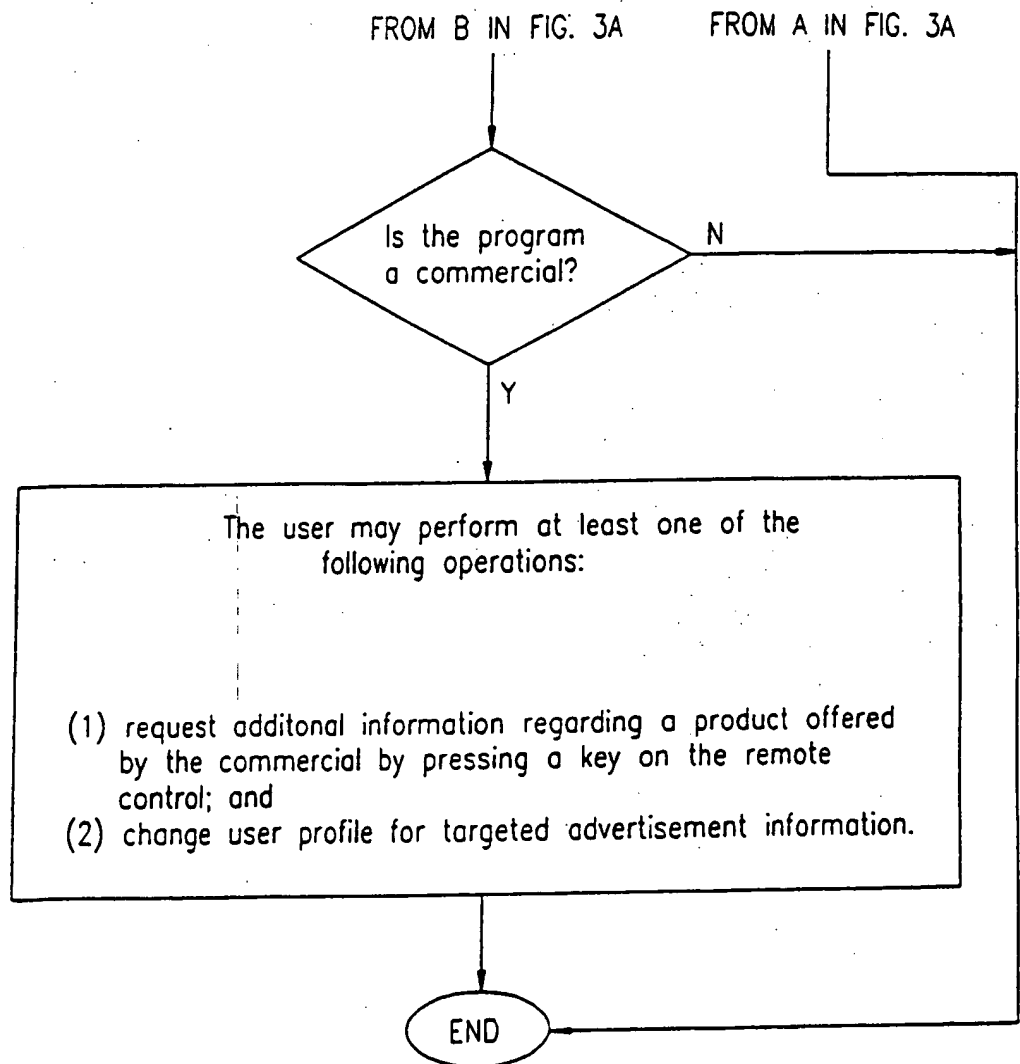 FROM B IN FIG. 3A
FROM A IN FIG. 3A
Is the program
a commercial?
N
Y
The user may perform at least one of the
following operations:
(1) request additonal information regarding a product offered
by the commercial by pressing a key on the remote
control; and
(2) change user profile for targeted advertisement information.
END